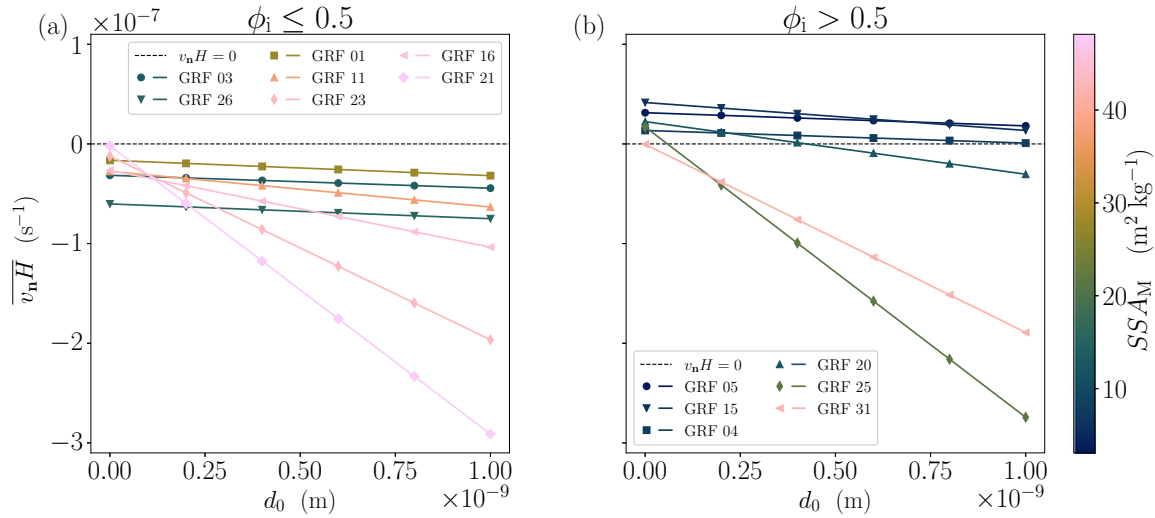 (a)
×10⁻⁷
ϕᵢ ≤ 0.5
(b)
ϕᵢ > 0.5
1
0
−1
−2
−3
v̅ₙH̅ (s⁻¹)
vₙH = 0
GRF 03
GRF 26
GRF 01
GRF 11
GRF 23
GRF 16
GRF 21
0.00 0.25 0.50 0.75 1.00
×10⁻⁹
d₀ (m)
vₙH = 0
GRF 05
GRF 15
GRF 04
GRF 20
GRF 25
GRF 31
0.00 0.25 0.50 0.75 1.00
×10⁻⁹
d₀ (m)
40
30
20
10
SSA_M (m² kg⁻¹)